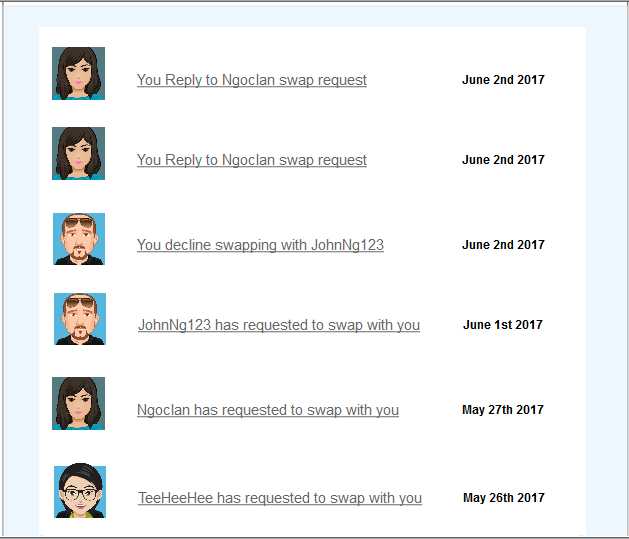 You Reply to Ngoclan swap request June 2nd 2017
You Reply to Ngoclan swap request June 2nd 2017
You decline swapping with JohnNg123 June 2nd 2017
JohnNg123 has requested to swap with you June 1st 2017
Ngoclan has requested to swap with you May 27th 2017
TeeHeeHee has requested to swap with you May 26th 2017